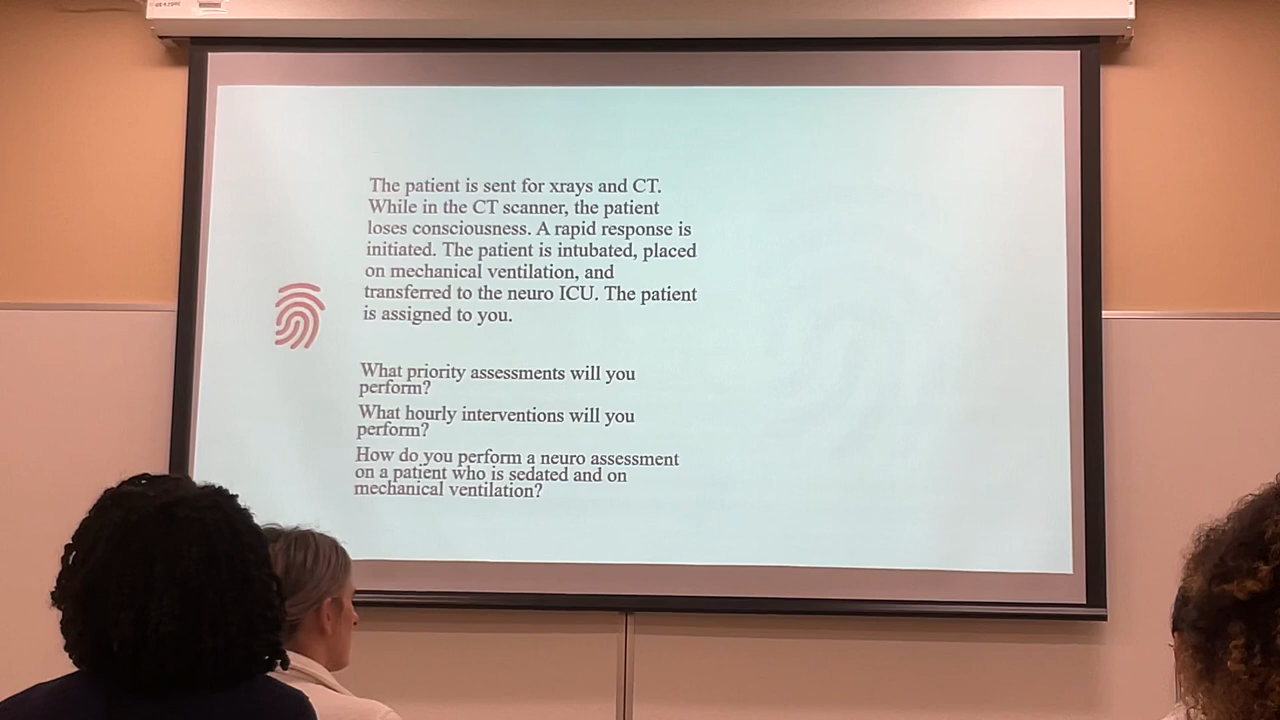 The patient is sent for xrays and CT.
While in the CT scanner, the patient
loses consciousness. A rapid response is
initiated. The patient is intubated, placed
on mechanical ventilation, and
transferred to the neuro ICU. The patient
is assigned to you.
What priority assessments will you
perform?
What hourly interventions will you
perform?
How do you perform a neuro assessment
on a patient who is sedated and on
mechanical ventilation?